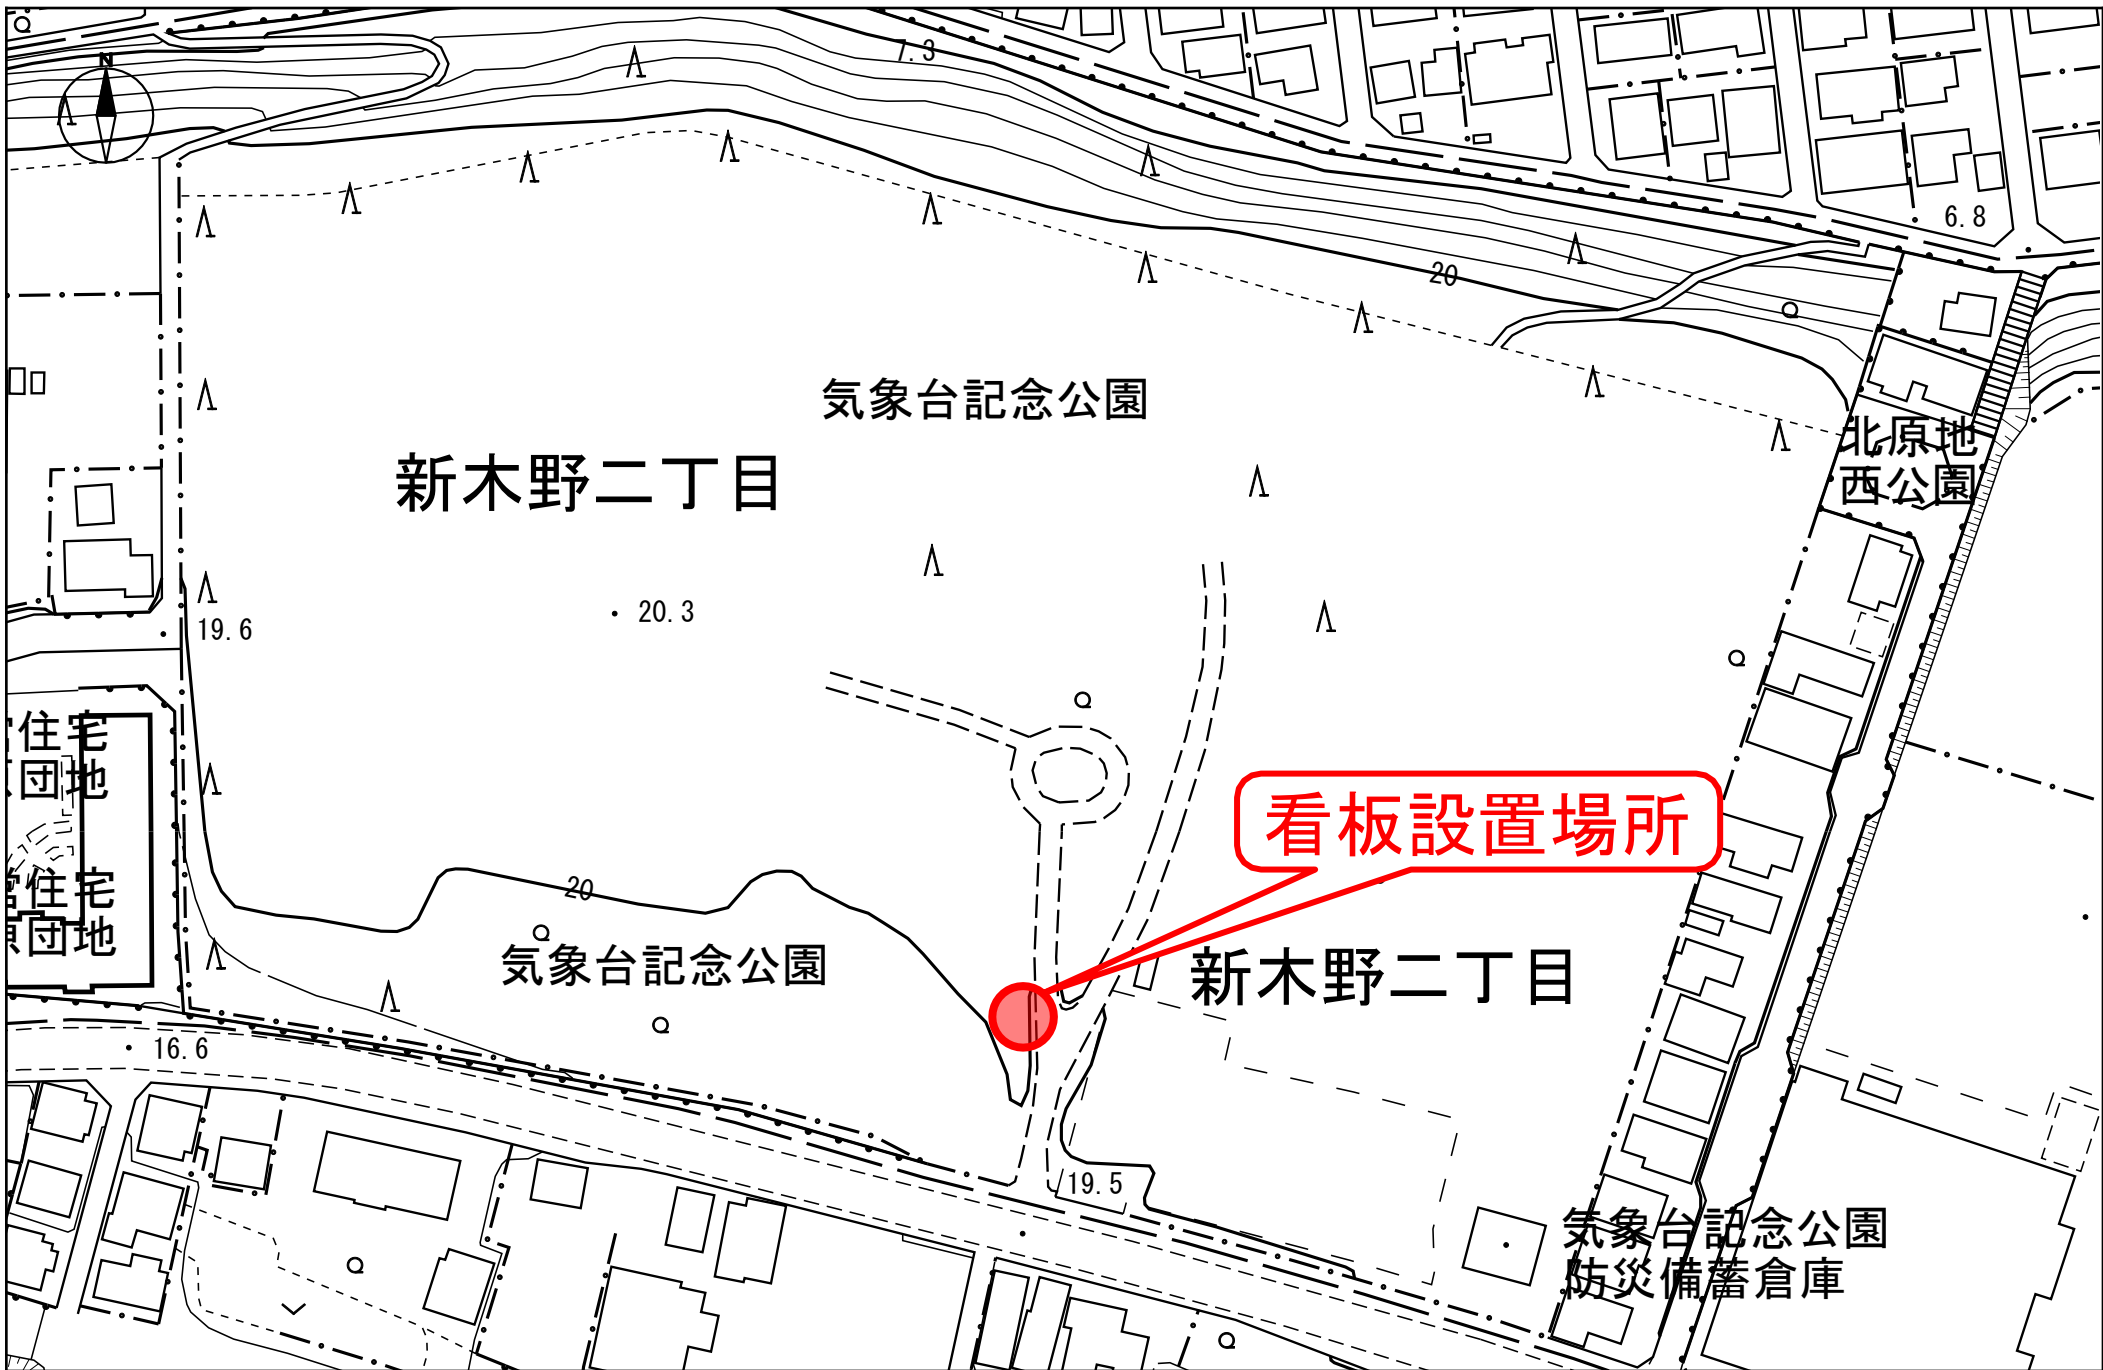 N
7.3
6.8
20
気象台記念公園
新木野二丁目
北原地
西公園
20.3
19.6
住宅
団地
看板設置場所
20
営住宅
原団地
気象台記念公園
新木野二丁目
16.6
19.5
気象台記念公園
防災備蓄倉庫